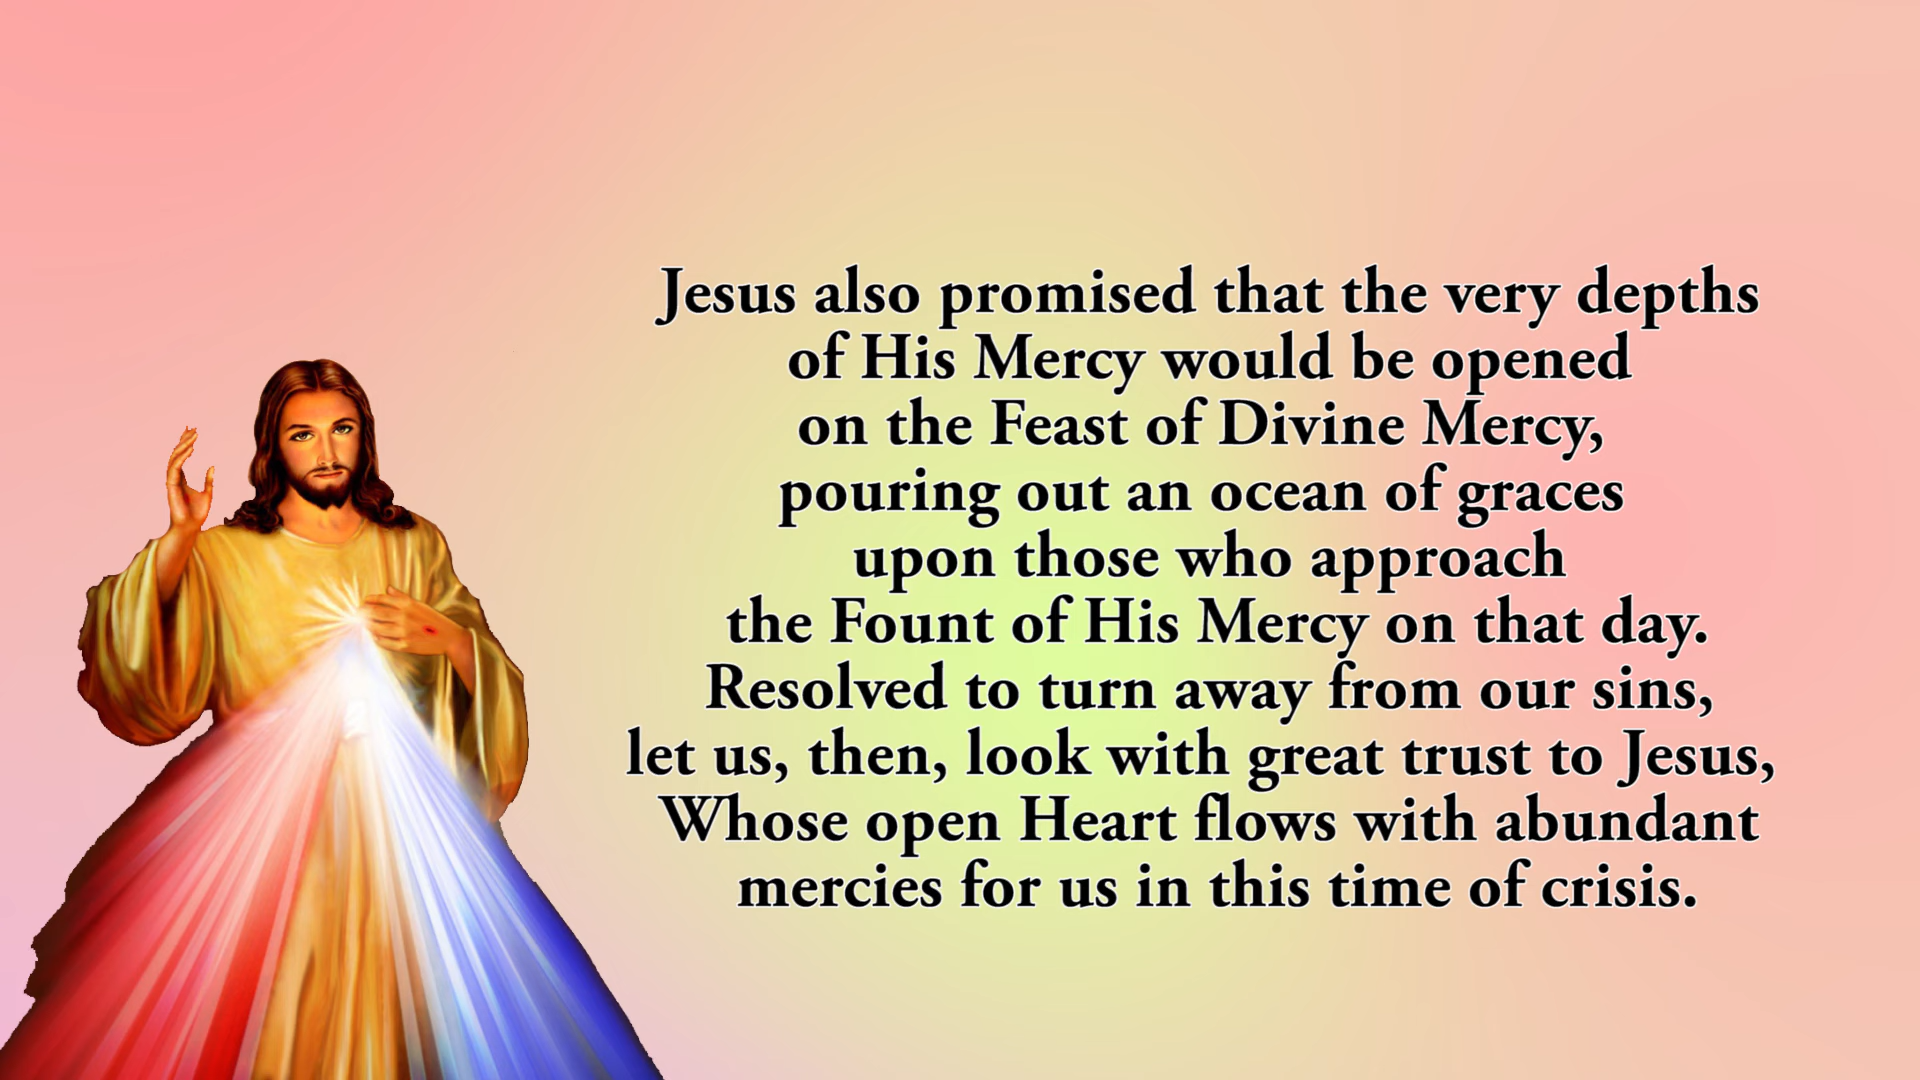 Jesus also promised that the very depths
of His Mercy would be opened
on the Feast of Divine Mercy,
pouring out an ocean of graces
upon those who approach
the Fount of His Mercy on that day.
Resolved to turn away from our sins,
let us, then, look with great trust to Jesus,
Whose open Heart flows with abundant
mercies for us in this time of crisis.